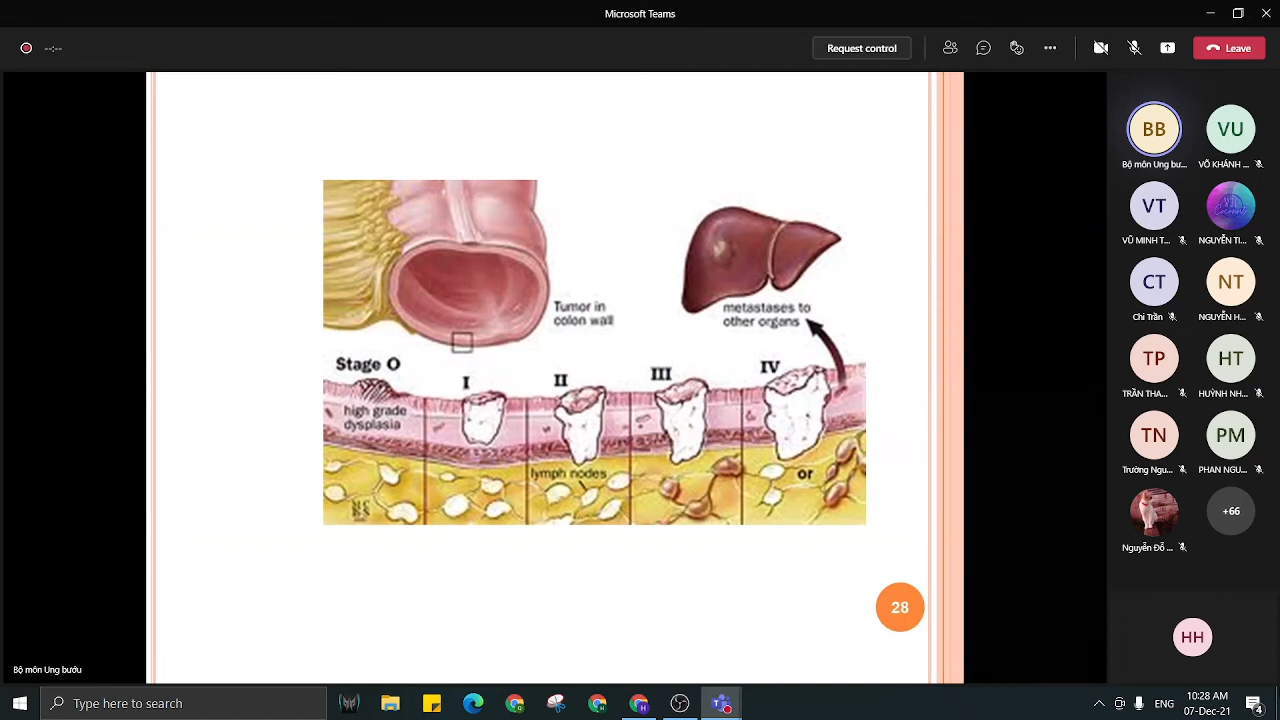 Microsoft Teams
--:--
Request control
Leave
BB
Bộ môn Ung bu...
VU
VÕ KHÁNH ...
VT
VŨ MINH T...
NGUYỄN T...
CT
Chi Trần
NT
NGUYỄN H...
TP
TRẦN THA...
HT
HUỲNH NH...
TN
Trường Ngu...
PM
PHAN NGU...
Nguyễn Đỗ ...
+66
HH
Tumor in
colon wall
metastases to
other organs
Stage O
I
II
III
IV
high grade
dysplasia
lymph nodes
or
28
Bộ môn Ung bướu
Type here to search
ENG
10:28 AM
07-Dec-21